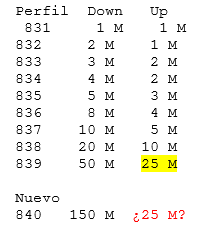 Perfil Down Up
831 1 M 1 M
832 2 M 1 M
833 3 M 2 M
834 4 M 2 M
835 5 M 3 M
836 8 M 4 M
837 10 M 5 M
838 20 M 10 M
839 50 M 25 M
Nuevo
840 150 M ¿25 M?